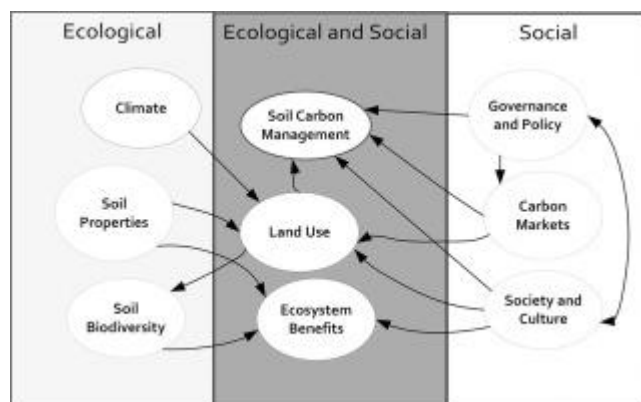 Ecological
Ecological and Social
Social
Climate
Soil Carbon
Management
Governance
and Policy
Soil
Properties
Land Use
Carbon
Markets
Soil
Biodiversity
Ecosystem
Benefits
Society and
Culture